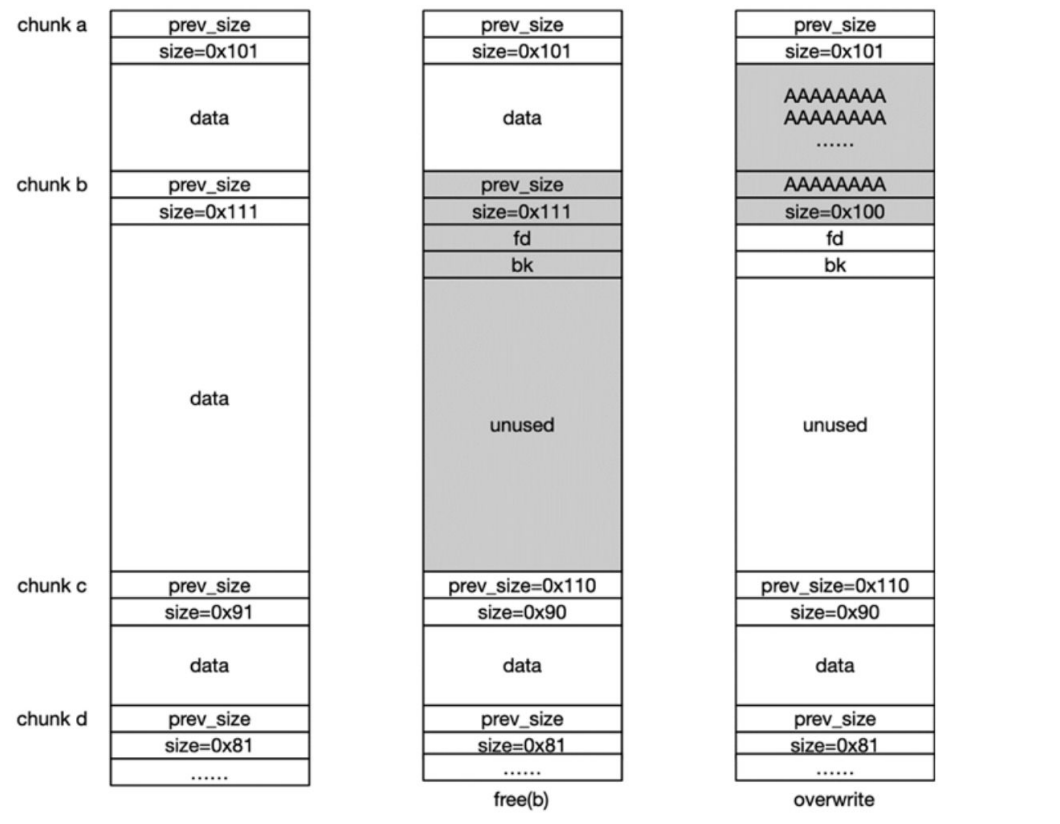 chunk a
prev_size
prev_size
prev_size
size=0x101
size=0x101
size=0x101
data
data
AAAAAAAA
AAAAAAAA
......
chunk b
prev_size
prev_size
AAAAAAAA
size=0x111
size=0x111
size=0x100
fd
fd
bk
bk
data
unused
unused
chunk c
prev_size
prev_size=0x110
prev_size=0x110
size=0x91
size=0x90
size=0x90
data
data
data
chunk d
prev_size
prev_size
prev_size
size=0x81
size=0x81
size=0x81
......
......
......
free(b)
overwrite